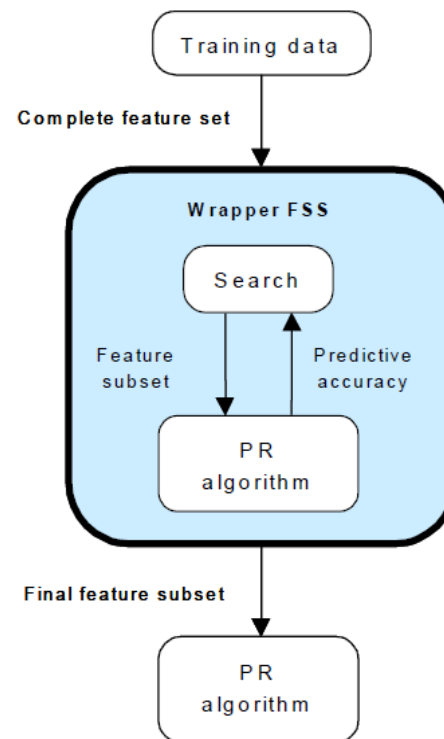 Training data
Complete feature set
Wrapper FSS
Search
Feature
subset
Predictive
accuracy
PR
algorithm
Final feature subset
PR
algorithm